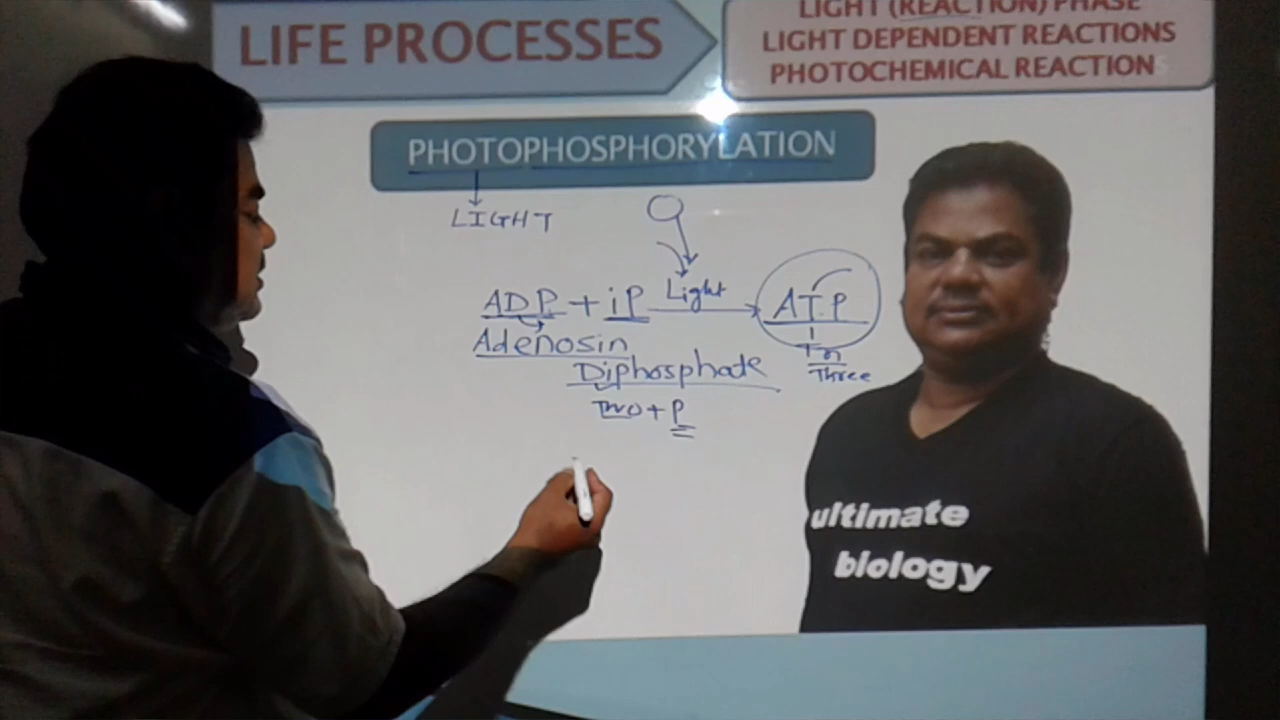 LIFE PROCESSES
LIGHT (REACTION) PHASE
LIGHT DEPENDENT REACTIONS
PHOTOCHEMICAL REACTION
PHOTOPHOSPHORYLATION
LIGHT
ADP + iP Light ATP
Adenosin
Diphosphate
Tri
Three
Two + P
ultimate
biology